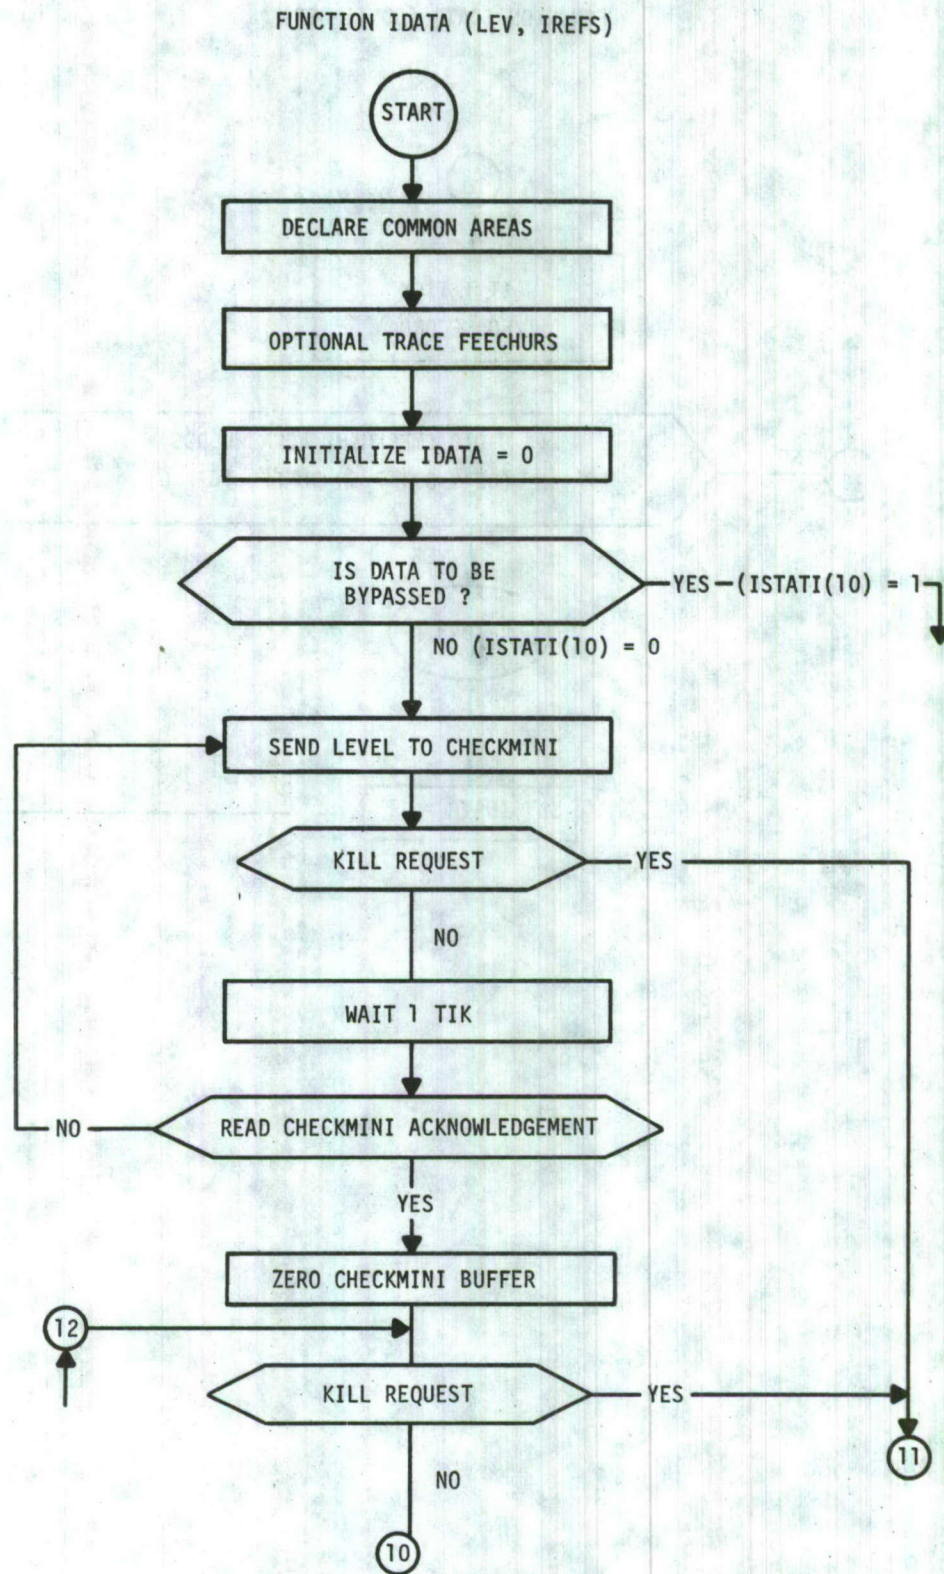 FUNCTION IDATA (LEV, IREFS)
START
DECLARE COMMON AREAS
OPTIONAL TRACE FEECHURS
INITIALIZE IDATA = 0
IS DATA TO BE
BYPASSED ?
YES (ISTATI(10) = 1
NO (ISTATI(10) = 0
SEND LEVEL TO CHECKMINI
KILL REQUEST
YES
NO
WAIT 1 TIK
NO
READ CHECKMINI ACKNOWLEDGEMENT
YES
ZERO CHECKMINI BUFFER
12
KILL REQUEST
YES
11
NO
10